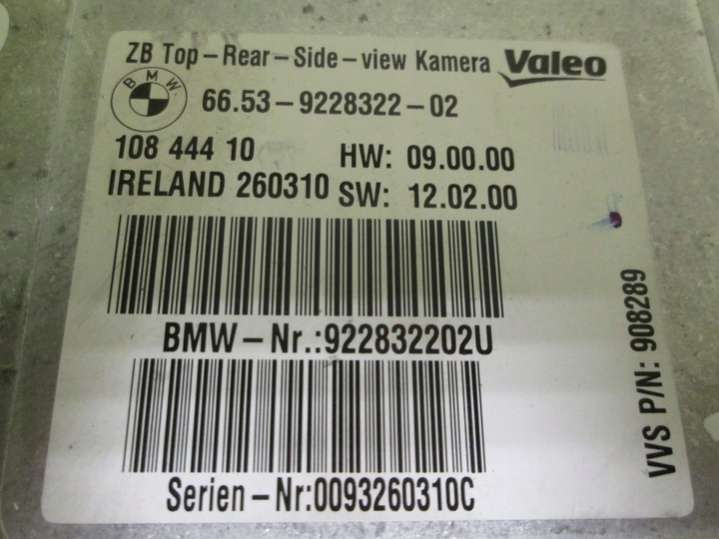 ZB Top-Rear-Side-view Kamera Valeo
BMW 66.53-9228322-02
108 444 10 HW: 09.00.00
IRELAND 260310 SW: 12.02.00
BMW-Nr.:922832202U
Serien-Nr:0093260310C
VVS P/N: 908289